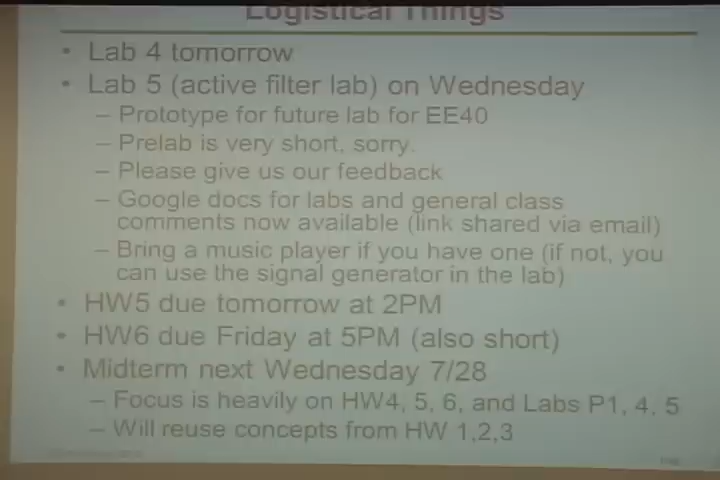 Logistical Things
• Lab 4 tomorrow
• Lab 5 (active filter lab) on Wednesday
– Prototype for future lab for EE40
– Prelab is very short, sorry.
– Please give us our feedback
– Google docs for labs and general class
comments now available (link shared via email)
– Bring a music player if you have one (if not, you
can use the signal generator in the lab)
• HW5 due tomorrow at 2PM
• HW6 due Friday at 5PM (also short)
• Midterm next Wednesday 7/28
– Focus is heavily on HW4, 5, 6, and Labs P1, 4, 5
– Will reuse concepts from HW 1,2,3